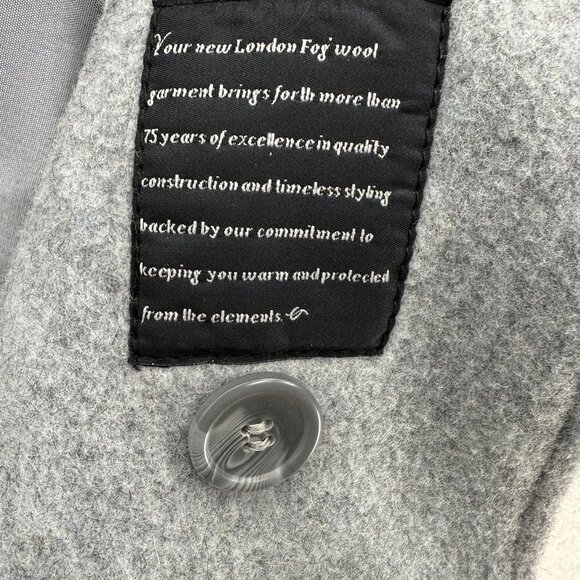 Your new London Fog® wool
garment brings forth more than
75 years of excellence in quality
construction and timeless styling
backed by our commitment to
keeping you warm and protected
from the elements.